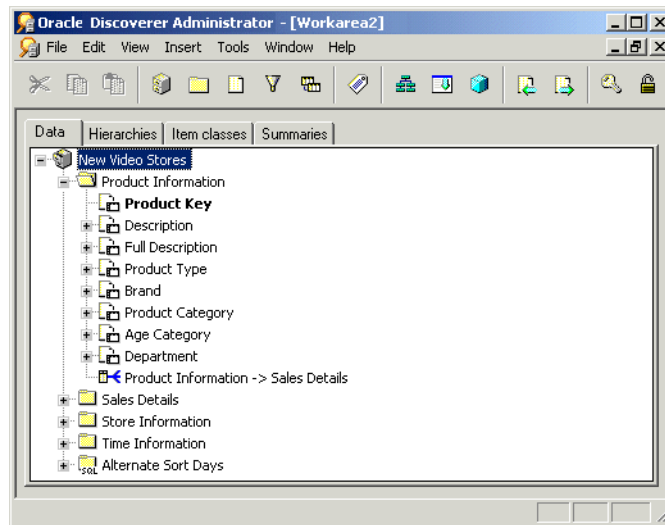 Oracle Discoverer Administrator - [Workarea2]
File Edit View Insert Tools Window Help
Data Hierarchies Item classes Summaries
New Video Stores
Product Information
Product Key
Description
Full Description
Product Type
Brand
Product Category
Age Category
Department
Product Information -> Sales Details
Sales Details
Store Information
Time Information
SQL Alternate Sort Days